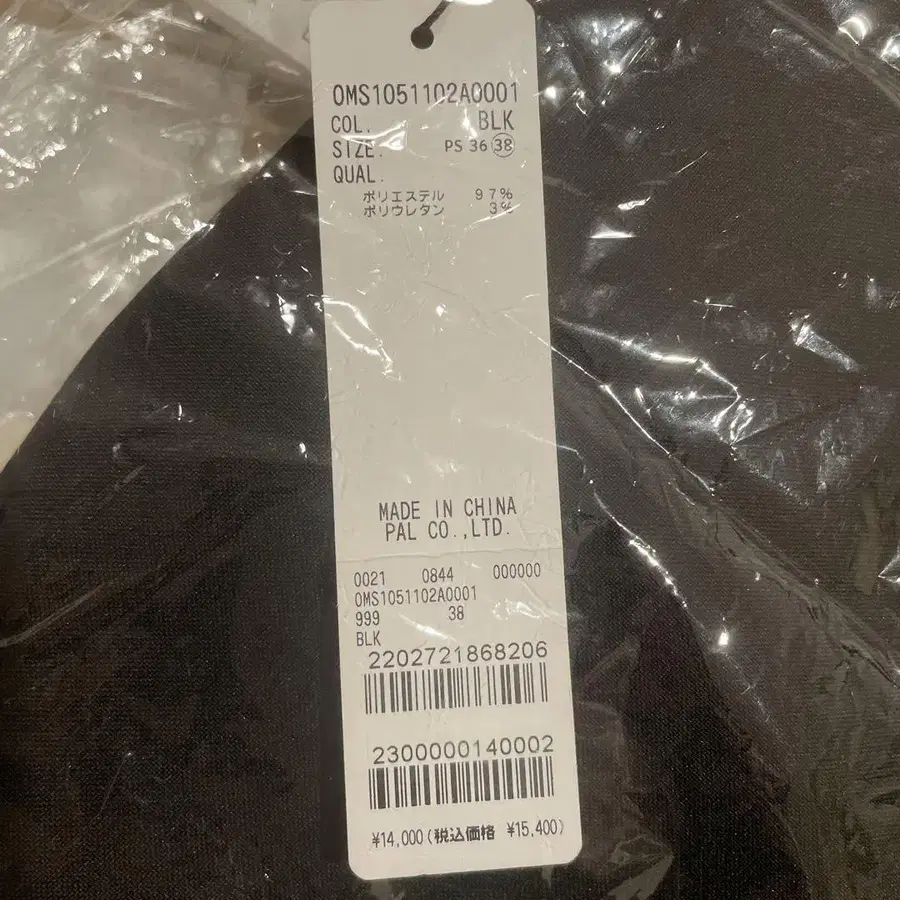 0MS1051102A0001
COL. BLK
SIZE. PS 36 38
QUAL.
ポリエステル 97%
ポリウレタン 3%
MADE IN CHINA
PAL CO.,LTD.
0021 0844 000000
0MS1051102A0001
999 38
BLK
2202721868206
2300000140002
¥14,000(税込価格 ¥15,400)